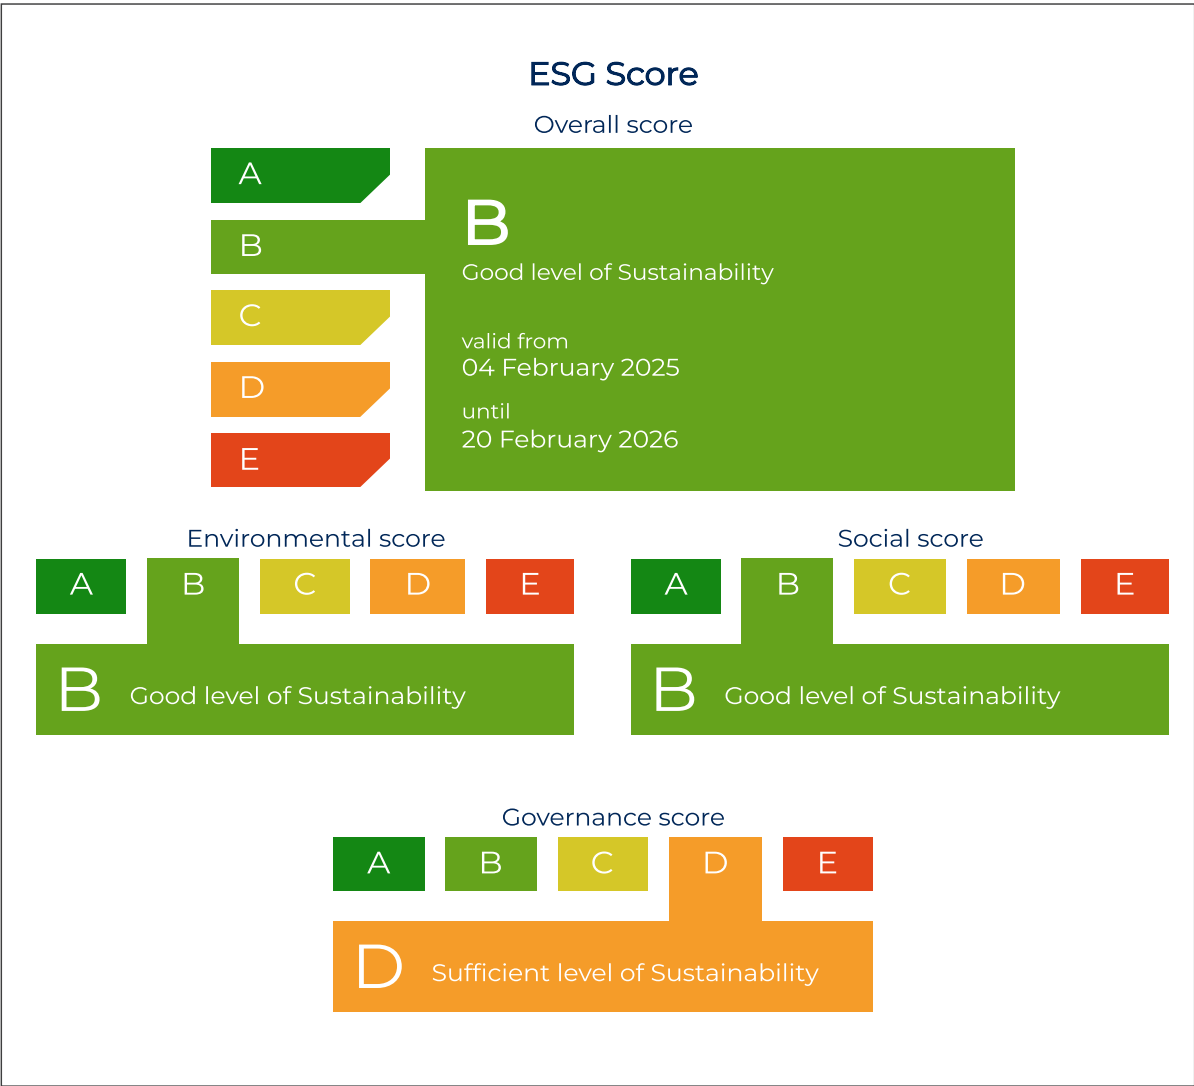 ESG Score
Overall score
A
B
C
D
E
B
Good level of Sustainability
valid from
04 February 2025
until
20 February 2026
Environmental score
A B C D E
B Good level of Sustainability
Social score
A B C D E
B Good level of Sustainability
Governance score
A B C D E
D Sufficient level of Sustainability